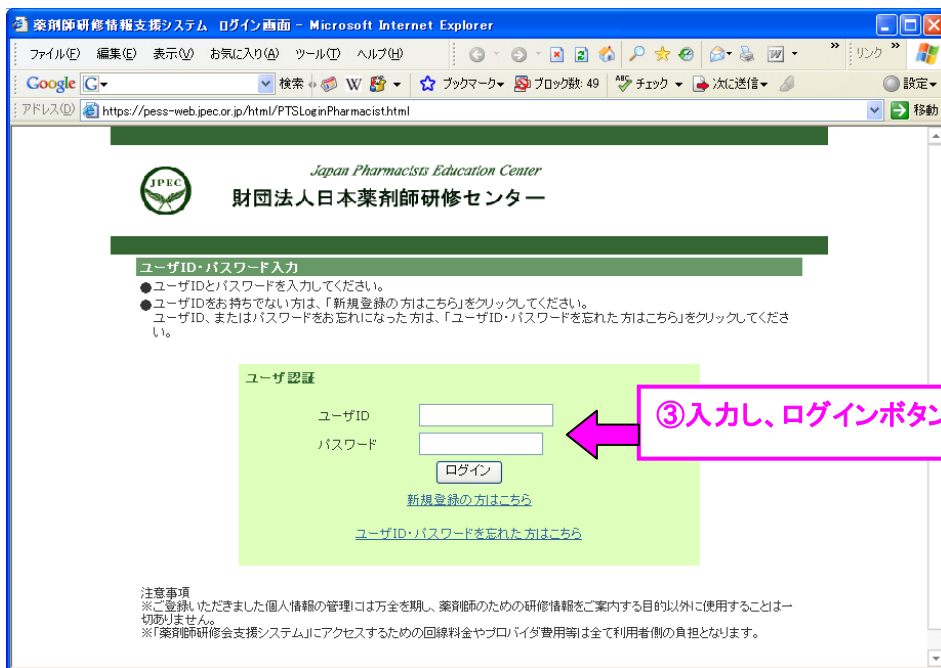 薬剤師研修情報支援システム ログイン画面 - Microsoft Internet Explorer
ファイル(F) 編集(E) 表示(V) お気に入り(A) ツール(T) ヘルプ(H) » リンク »
Google G 検索 W ブックマーク ブロック数: 49 ABC チェック 次に送信 設定
アドレス(D) https://pess-web.jpec.or.jp/html/PTSLoginPharmacist.html 移動
JPEC
Japan Pharmacists Education Center
財団法人日本薬剤師研修センター
ユーザID・パスワード入力
●ユーザIDとパスワードを入力してください。
●ユーザIDをお持ちでない方は、「新規登録の方はこちら」をクリックしてください。
ユーザID、またはパスワードをお忘れになった方は、「ユーザID・パスワードを忘れた方はこちら」をクリックしてくださ
い。
ユーザ認証
ユーザID
パスワード
③入力し、ログインボタン
ログイン
新規登録の方はこちら
ユーザID・パスワードを忘れた方はこちら
注意事項
※ご登録いただきました個人情報の管理には万全を期し、薬剤師のための研修情報をご案内する目的以外に使用することは一
切ありません。
※「薬剤師研修会支援システム」にアクセスするための回線料金やプロバイダ費用等は全て利用者側の負担となります。